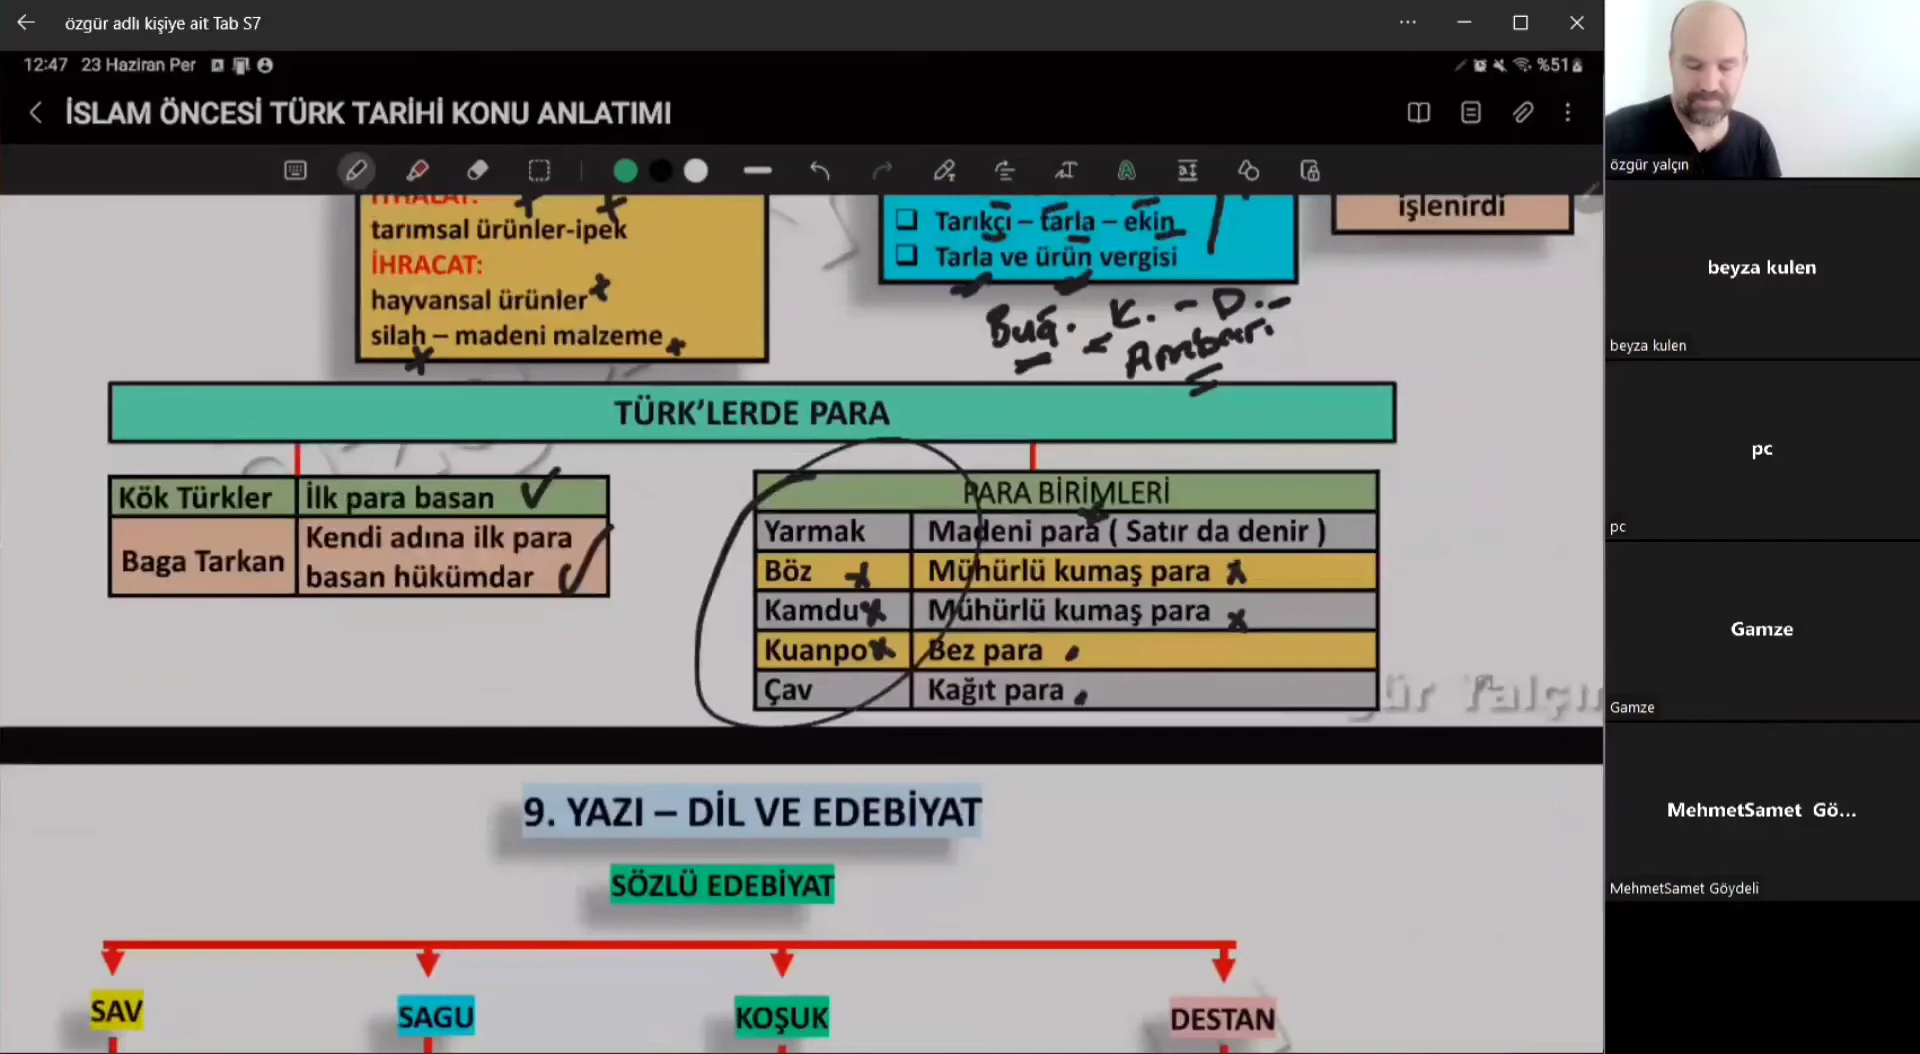 özgür adlı kişiye ait Tab S7
12:47 23 Haziran Per
%51
İSLAM ÖNCESİ TÜRK TARİHİ KONU ANLATIMI
İTHALAT:
tarımsal ürünler-ipek
İHRACAT:
hayvansal ürünler
silah – madeni malzeme
Tarıkçı – tarla – ekin
Tarla ve ürün vergisi
işlenirdi
Buğ. K. - D.-
Ambarı
TÜRK'LERDE PARA
Kök Türkler İlk para basan
Baga Tarkan Kendi adına ilk para
basan hükümdar
PARA BİRİMLERİ
Yarmak Madeni para ( Satır da denir )
Böz Mühürlü kumaş para
Kamdu Mühürlü kumaş para
Kuanpo Bez para
Çav Kağıt para
9. YAZI – DİL VE EDEBİYAT
SÖZLÜ EDEBİYAT
SAV
SAGU
KOŞUK
DESTAN
özgür yalçın
beyza kulen
beyza kulen
pc
pc
Gamze
Gamze
MehmetSamet Gö...
MehmetSamet Göydeli